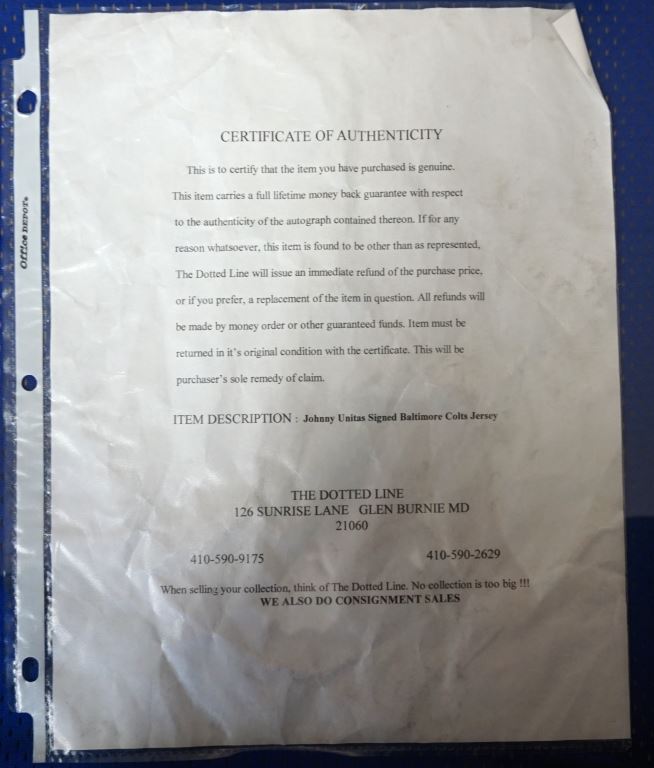 CERTIFICATE OF AUTHENTICITY
This is to certify that the item you have purchased is genuine.
This item carries a full lifetime money back guarantee with respect
to the authenticity of the autograph contained thereon. If for any
reason whatsoever, this item is found to be other than as represented,
The Dotted Line will issue an immediate refund of the purchase price,
or if you prefer, a replacement of the item in question. All refunds will
be made by money order or other guaranteed funds. Item must be
returned in it's original condition with the certificate. This will be
purchaser's sole remedy of claim.
ITEM DESCRIPTION : Johnny Unitas Signed Baltimore Colts Jersey
THE DOTTED LINE
126 SUNRISE LANE GLEN BURNIE MD
21060
410-590-9175 410-590-2629
When selling your collection, think of The Dotted Line. No collection is too big !!!
WE ALSO DO CONSIGNMENT SALES
Office DEPOT